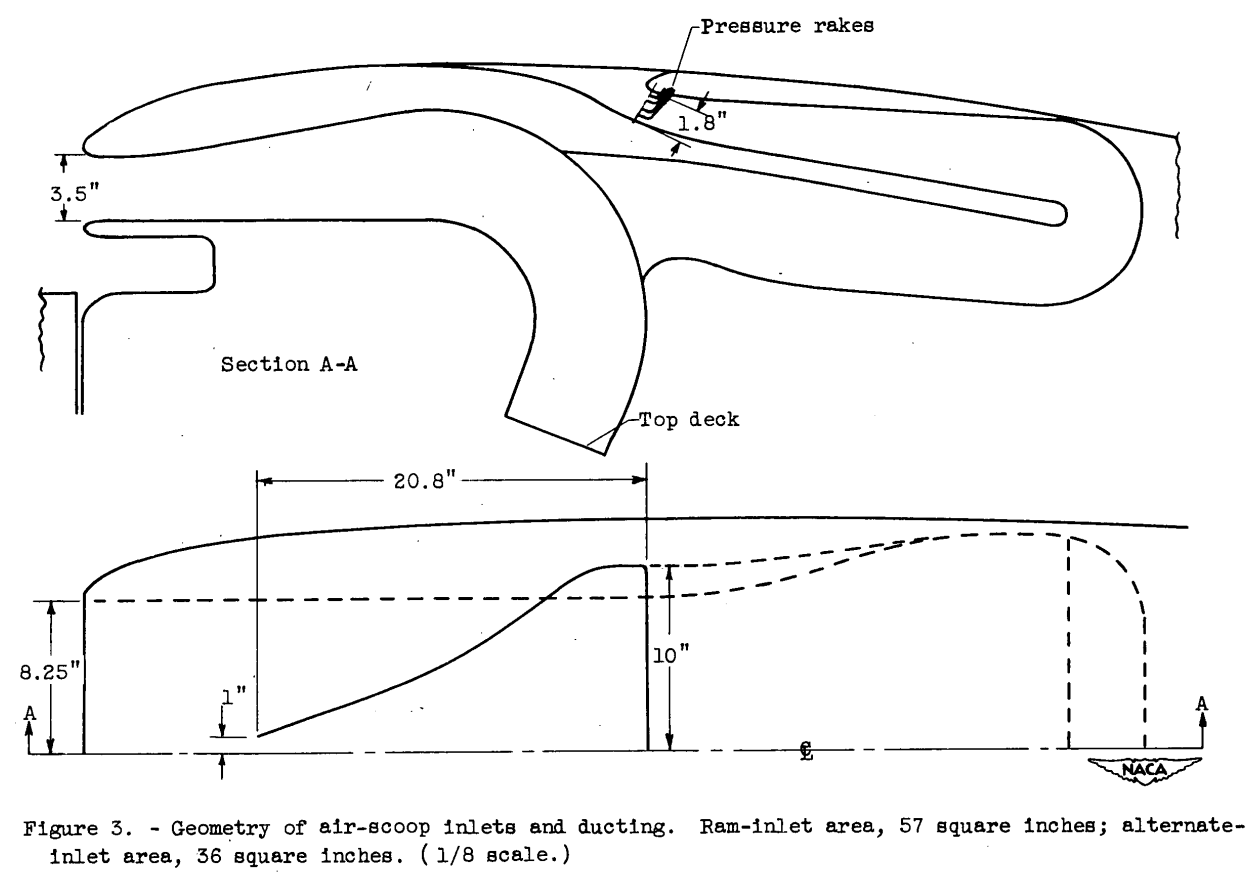 Pressure rakes
1.8"
3.5"
Section A-A
Top deck
20.8"
8.25"
10"
1"
A
A
℄
NACA
Figure 3. - Geometry of air-scoop inlets and ducting. Ram-inlet area, 57 square inches; alternate-
inlet area, 36 square inches. (1/8 scale.)